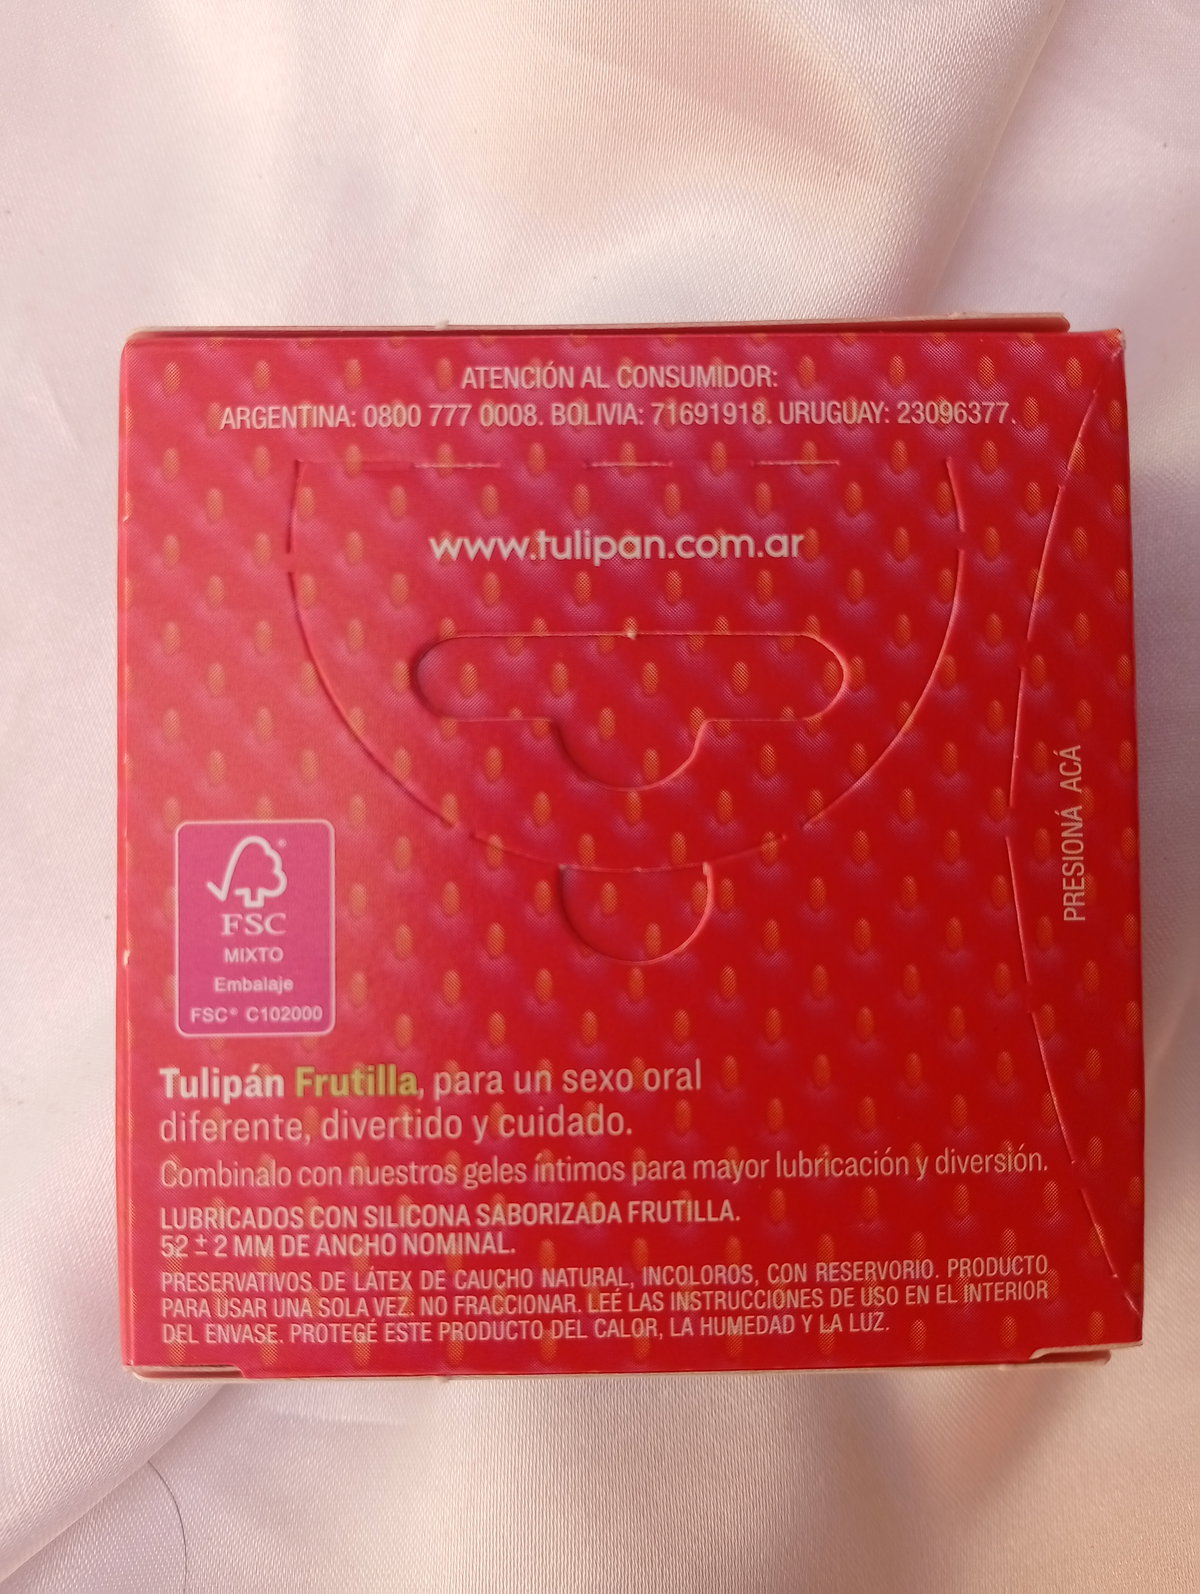 ATENCIÓN AL CONSUMIDOR:
ARGENTINA: 0800 777 0008. BOLIVIA: 71691918. URUGUAY: 23096377.
www.tulipan.com.ar
PRESIONÁ ACÁ
FSC
MIXTO
Embalaje
FSC® C102000
Tulipán Frutilla, para un sexo oral
diferente, divertido y cuidado.
Combinalo con nuestros geles íntimos para mayor lubricación y diversión.
LUBRICADOS CON SILICONA SABORIZADA FRUTILLA.
52 ± 2 MM DE ANCHO NOMINAL.
PRESERVATIVOS DE LÁTEX DE CAUCHO NATURAL, INCOLOROS, CON RESERVORIO. PRODUCTO
PARA USAR UNA SOLA VEZ. NO FRACCIONAR. LEÉ LAS INSTRUCCIONES DE USO EN EL INTERIOR
DEL ENVASE. PROTEGÉ ESTE PRODUCTO DEL CALOR, LA HUMEDAD Y LA LUZ.